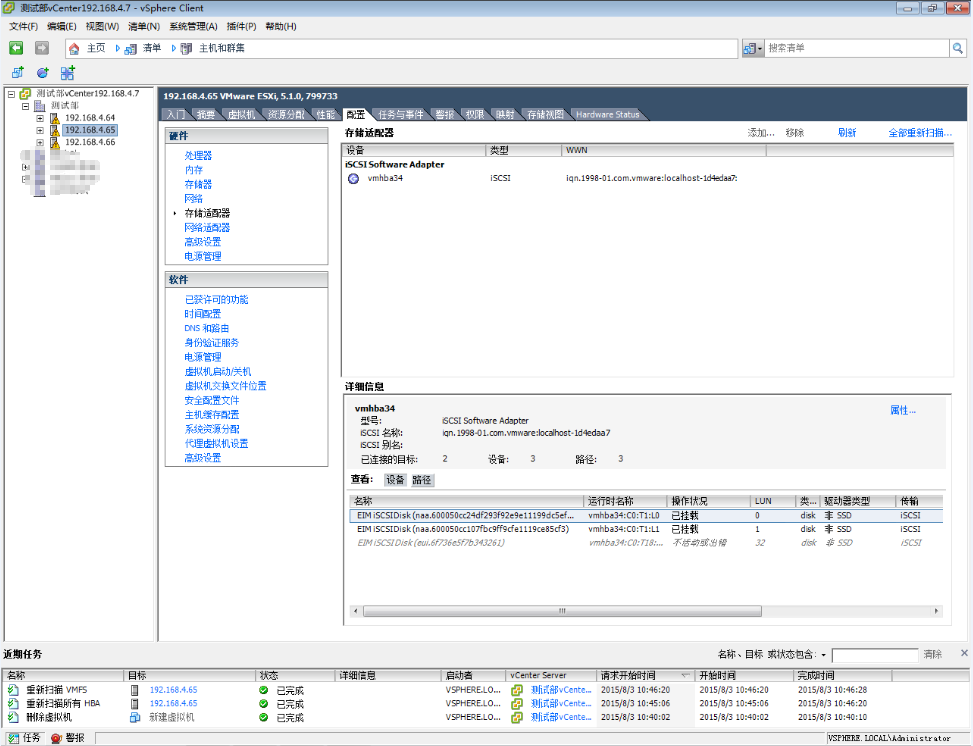 测试部vCenter192.168.4.7 - vSphere Client
文件(F) 编辑(E) 视图(W) 清单(N) 系统管理(A) 插件(P) 帮助(H)
主页 清单 主机和群集 搜索清单
测试部vCenter192.168.4.7
测试部
192.168.4.64
192.168.4.65
192.168.4.66
192.168.4.65 VMware ESXi, 5.1.0, 799733
入门 摘要 虚拟机 资源分配 性能 配置 任务与事件 警报 权限 映射 存储视图 Hardware Status
硬件
处理器
内存
存储器
网络
存储适配器
网络适配器
高级设置
电源管理
软件
已获许可的功能
时间配置
DNS 和路由
身份验证服务
电源管理
虚拟机启动/关机
虚拟机交换文件位置
安全配置文件
主机缓存配置
系统资源分配
代理虚拟机设置
高级设置
存储适配器 添加... 移除 刷新 全部重新扫描...
设备 类型 WWN
iSCSI Software Adapter
vmhba34 iSCSI iqn.1998-01.com.vmware:localhost-1d4edaa7:
详细信息
vmhba34 属性...
型号: iSCSI Software Adapter
iSCSI 名称: iqn.1998-01.com.vmware:localhost-1d4edaa7
iSCSI 别名:
已连接的目标: 2 设备: 3 路径: 3
查看: 设备 路径
名称 运行时名称 操作状况 LUN 类... 驱动器类型 传输
EIM iSCSI Disk (naa.600050cc24df293f92e9e11199dc5ef... vmhba34:C0:T1:L0 已挂载 0 disk 非 SSD iSCSI
EIM iSCSI Disk (naa.600050cc107fbc9ff9cfe1119ce85cf3) vmhba34:C0:T1:L1 已挂载 1 disk 非 SSD iSCSI
EIM iSCSI Disk (eui.6f736e5f7b343261) vmhba34:C0:T18:... 不活动或出错 32 disk 非 SSD iSCSI
近期任务 名称、目标 或状态包含: 清除
名称 目标 状态 详细信息 启动者 vCenter Server 请求开始时间 开始时间 完成时间
重新扫描 VMFS 192.168.4.65 已完成 VSPHERE.LO... 测试部vCente... 2015/8/3 10:46:20 2015/8/3 10:46:20 2015/8/3 10:46:28
重新扫描所有 HBA 192.168.4.65 已完成 VSPHERE.LO... 测试部vCente... 2015/8/3 10:45:06 2015/8/3 10:45:06 2015/8/3 10:46:20
删除虚拟机 新建虚拟机 已完成 VSPHERE.LO... 测试部vCente... 2015/8/3 10:40:02 2015/8/3 10:40:02 2015/8/3 10:40:10
任务 警报 VSPHERE.LOCAL\Administrator